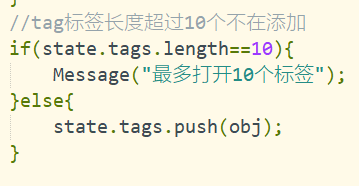 //tag标签长度超过10个不在添加
if(state.tags.length==10){
    Message("最多打开10个标签");
}else{
    state.tags.push(obj);
}